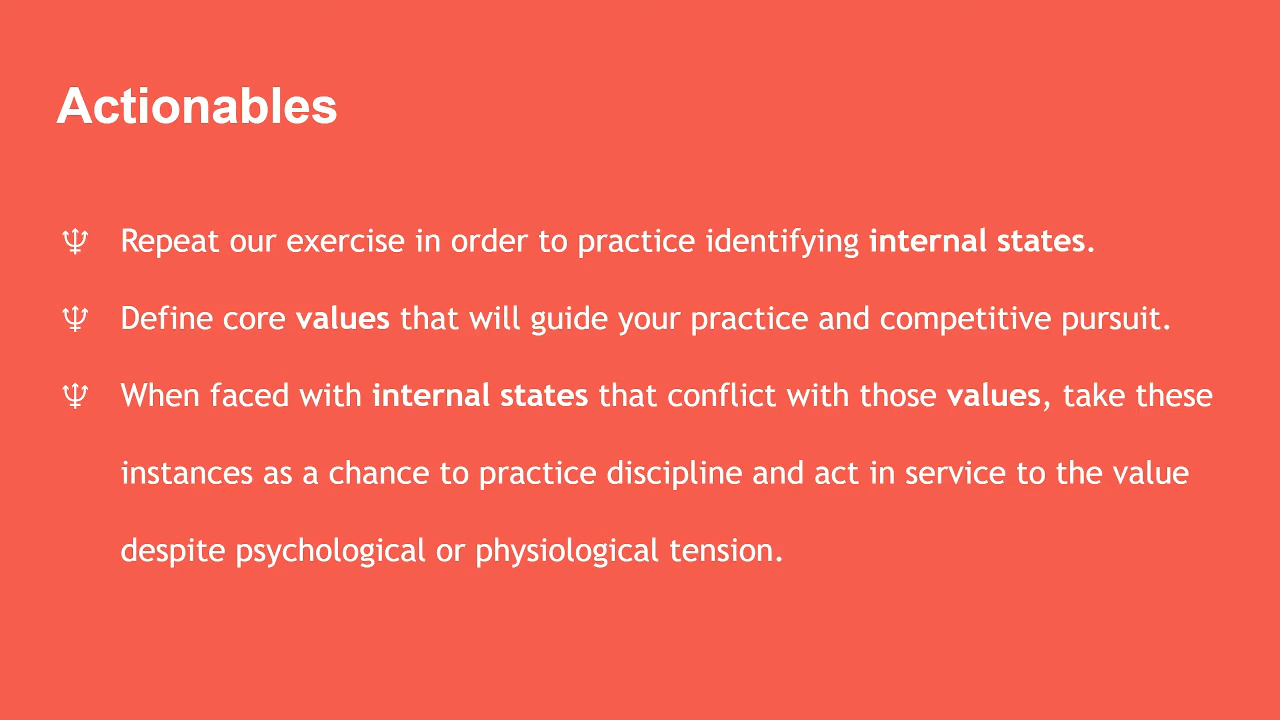 Actionables
♆ Repeat our exercise in order to practice identifying internal states.
♆ Define core values that will guide your practice and competitive pursuit.
♆ When faced with internal states that conflict with those values, take these
instances as a chance to practice discipline and act in service to the value
despite psychological or physiological tension.